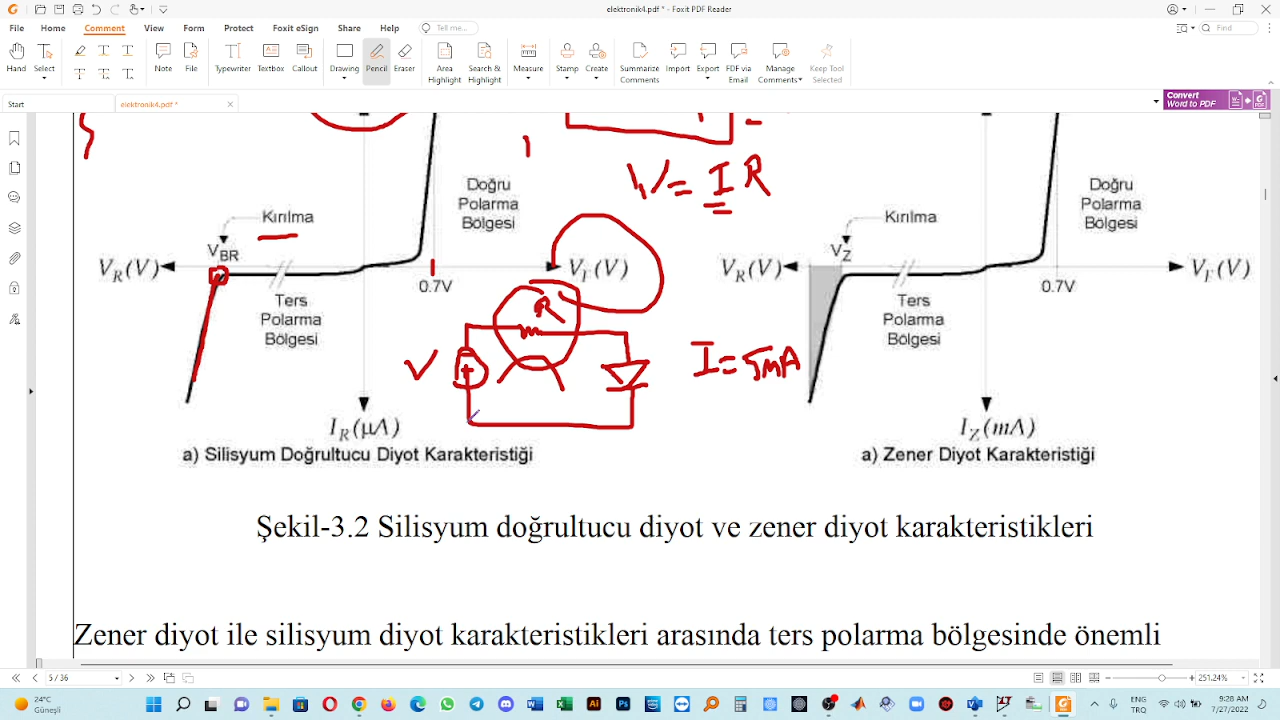 elektronik4.pdf * - Foxit PDF Reader
File Home Comment View Form Protect Foxit eSign Share Help Tell me... Find
Hand Select Note File Typewriter Textbox Callout Drawing Pencil Eraser Area Highlight Search & Highlight Measure Stamp Create Summarize Comments Import Export FDF via Email Manage Comments Keep Tool Selected
Start elektronik4.pdf * Convert Word to PDF
V = I R
Doğru
Polarma
Bölgesi
Kırılma
VBR
VR(V)
VF(V)
0.7V
Ters
Polarma
Bölgesi
R
V
+
IR(μA)
a) Silisyum Doğrultucu Diyot Karakteristiği
I = 5mA
Doğru
Polarma
Bölgesi
Kırılma
VZ
VR(V)
VF(V)
0.7V
Ters
Polarma
Bölgesi
IZ(mA)
a) Zener Diyot Karakteristiği
Şekil-3.2 Silisyum doğrultucu diyot ve zener diyot karakteristikleri
Zener diyot ile silisyum diyot karakteristikleri arasında ters polarma bölgesinde önemli
5 / 36
251.24%
24°C
Güneşli
ENG
TRQ
9:28 AM
7/27/2022